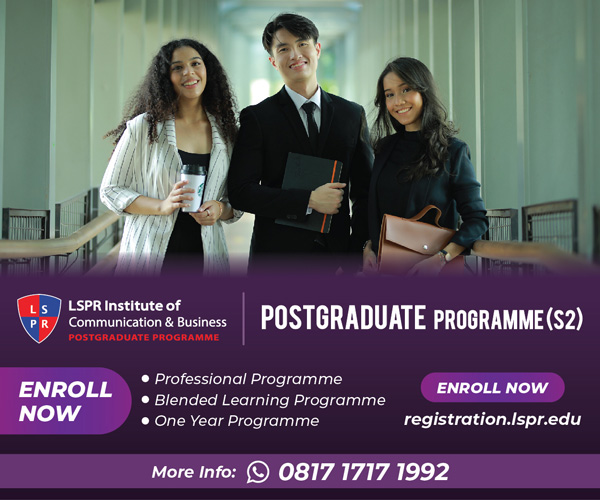 L S
P R
LSPR Institute of
Communication & Business
POSTGRADUATE PROGRAMME
POSTGRADUATE PROGRAMME (S2)
ENROLL
NOW
• Professional Programme
• Blended Learning Programme
• One Year Programme
ENROLL NOW
registration.lspr.edu
More Info: 0817 1717 1992